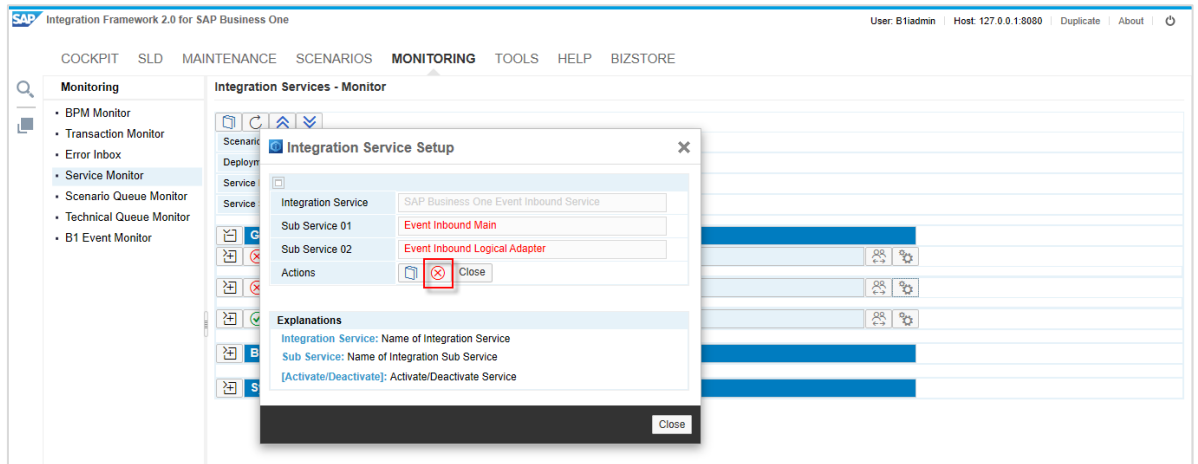 SAP Integration Framework 2.0 for SAP Business One
User: B1iadmin Host: 127.0.0.1:8080 Duplicate About
COCKPIT SLD MAINTENANCE SCENARIOS MONITORING TOOLS HELP BIZSTORE
Monitoring
BPM Monitor
Transaction Monitor
Error Inbox
Service Monitor
Scenario Queue Monitor
Technical Queue Monitor
B1 Event Monitor
Integration Services - Monitor
Scenario
Deploym
Service
Service
G
B
S
Integration Service Setup
Integration Service SAP Business One Event Inbound Service
Sub Service 01 Event Inbound Main
Sub Service 02 Event Inbound Logical Adapter
Actions Close
Explanations
Integration Service: Name of Integration Service
Sub Service: Name of Integration Sub Service
[Activate/Deactivate]: Activate/Deactivate Service
Close